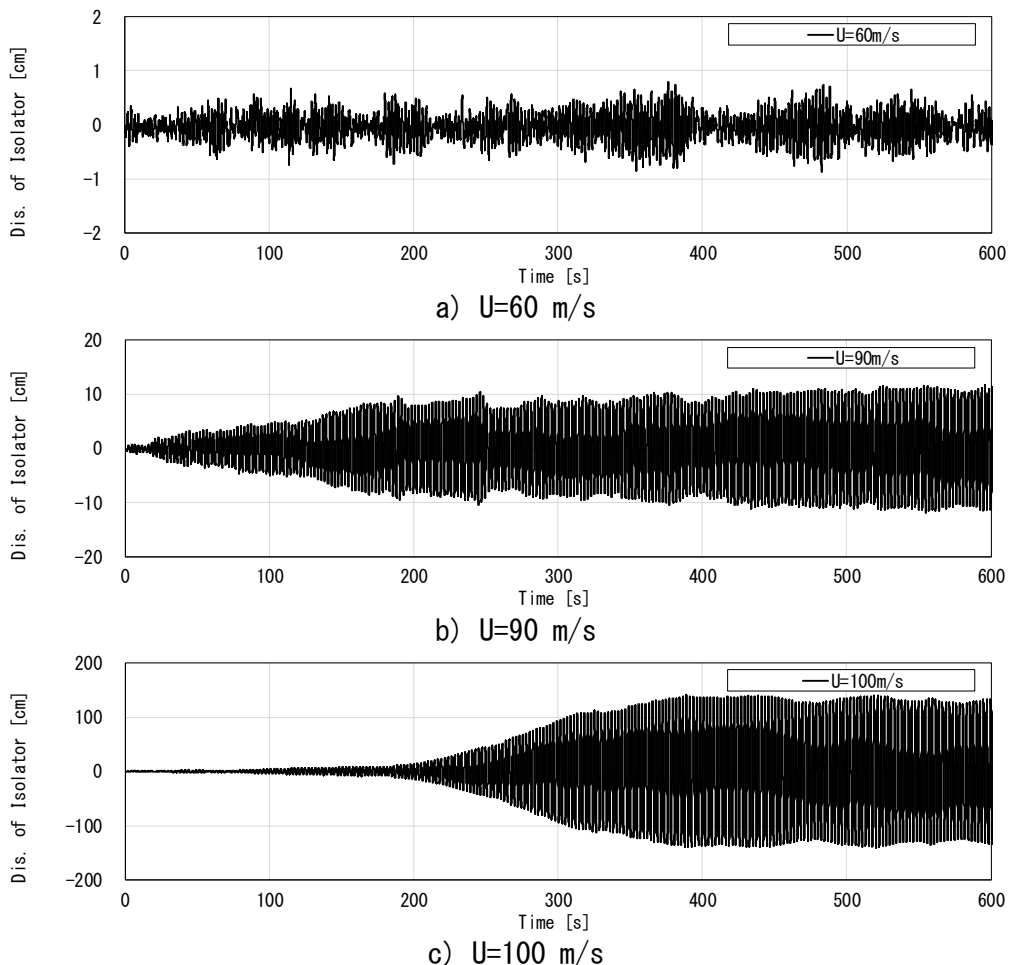 2
U=60m/s
1
0
-1
-2
Dis. of Isolator [cm]
0 100 200 300 400 500 600
Time [s]
a) U=60 m/s
20
U=90m/s
10
0
-10
-20
Dis. of Isolator [cm]
0 100 200 300 400 500 600
Time [s]
b) U=90 m/s
200
U=100m/s
100
0
-100
-200
Dis. of Isolator [cm]
0 100 200 300 400 500 600
Time [s]
c) U=100 m/s